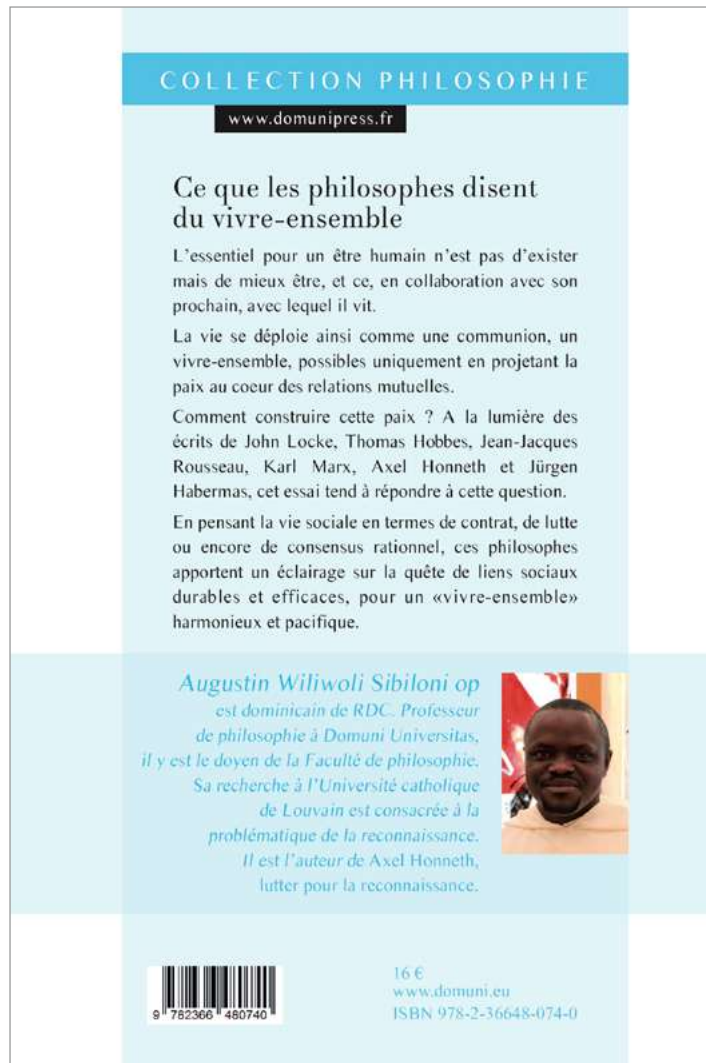 COLLECTION PHILOSOPHIE
www.domunipress.fr
Ce que les philosophes disent
du vivre-ensemble
L'essentiel pour un être humain n'est pas d'exister
mais de mieux être, et ce, en collaboration avec son
prochain, avec lequel il vit.
La vie se déploie ainsi comme une communion, un
vivre-ensemble, possibles uniquement en projetant la
paix au coeur des relations mutuelles.
Comment construire cette paix ? A la lumière des
écrits de John Locke, Thomas Hobbes, Jean-Jacques
Rousseau, Karl Marx, Axel Honneth et Jürgen
Habermas, cet essai tend à répondre à cette question.
En pensant la vie sociale en termes de contrat, de lutte
ou encore de consensus rationnel, ces philosophes
apportent un éclairage sur la quête de liens sociaux
durables et efficaces, pour un «vivre-ensemble»
harmonieux et pacifique.
Augustin Wiliwoli Sibiloni op
est dominicain de RDC. Professeur
de philosophie à Domuni Universitas,
il y est le doyen de la Faculté de philosophie.
Sa recherche à l'Université catholique
de Louvain est consacrée à la
problématique de la reconnaissance.
Il est l'auteur de Axel Honneth,
lutter pour la reconnaissance.
9 782366 480740
16 €
www.domuni.eu
ISBN 978-2-36648-074-0